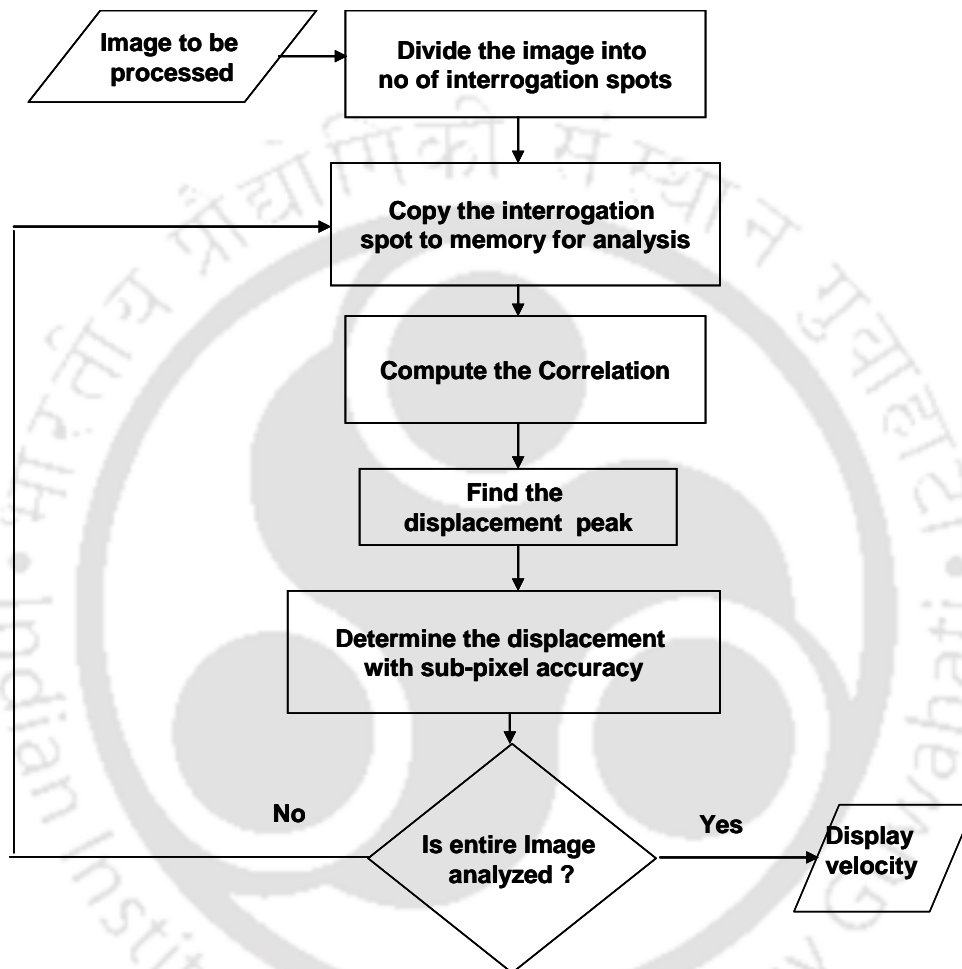 Image to be
processed
Divide the image into
no of interrogation spots
Copy the interrogation
spot to memory for analysis
Compute the Correlation
Find the
displacement peak
Determine the displacement
with sub-pixel accuracy
Is entire Image
analyzed ?
No
Yes
Display
velocity
भारतीय प्रौद्योगिकी संस्थान गुवाहाटी
Indian